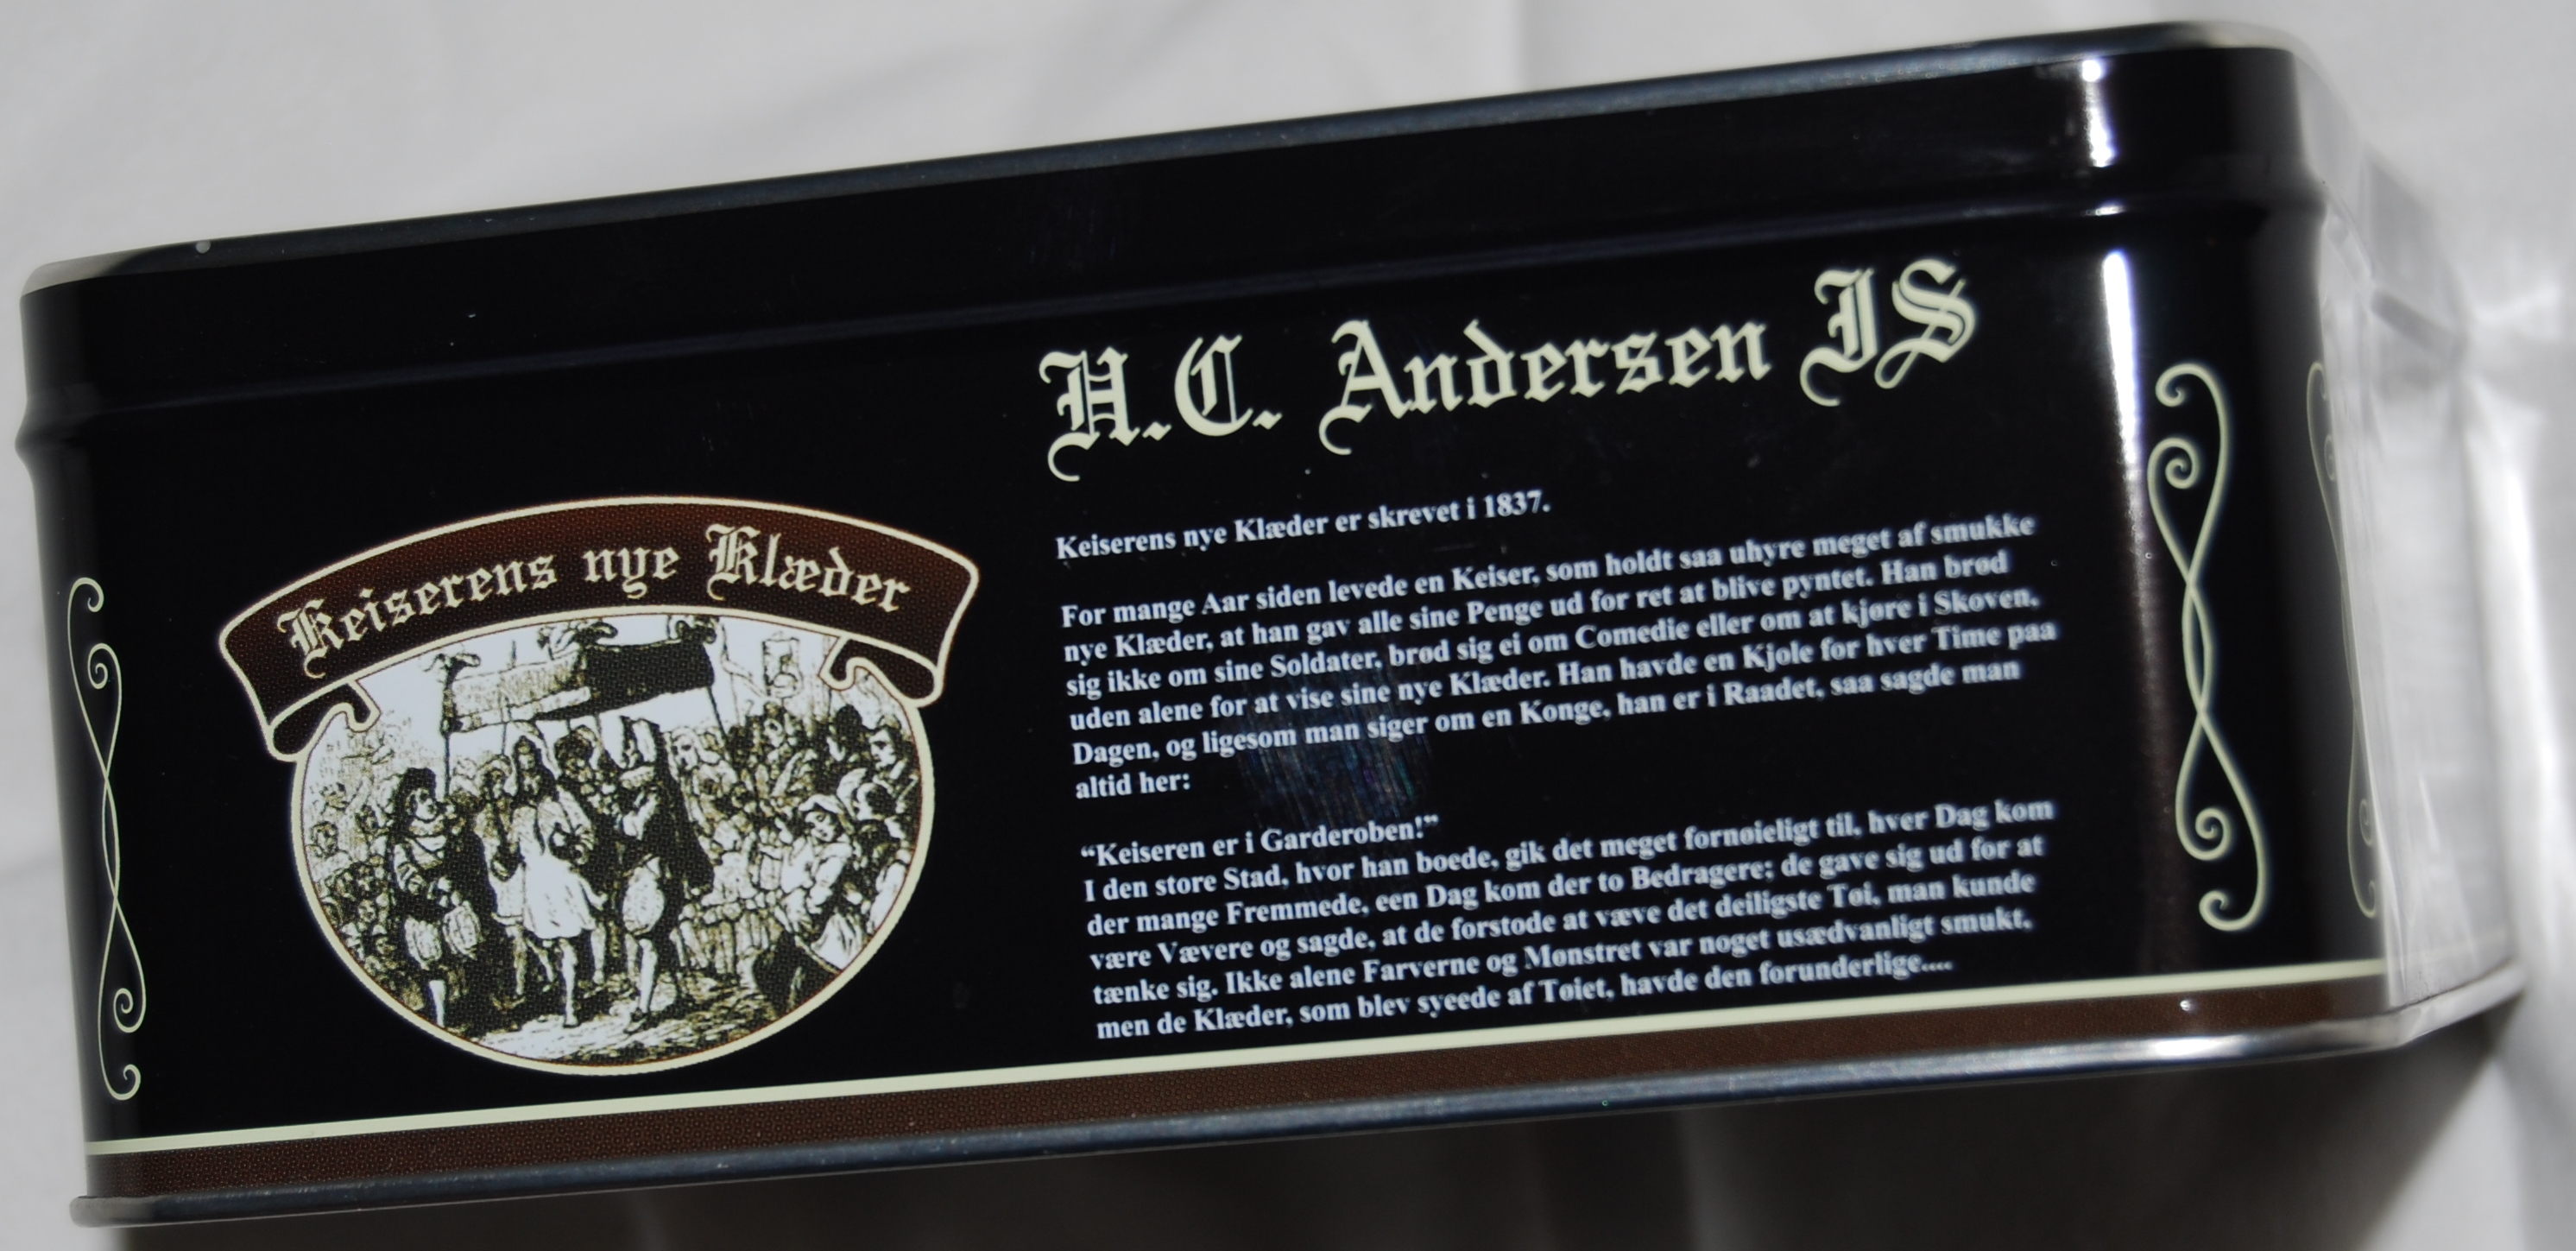 H.C. Andersen IS
Keiserens nye Klæder
Keiserens nye Klæder er skrevet i 1837.
For mange Aar siden levede en Keiser, som holdt saa uhyre meget af smukke
nye Klæder, at han gav alle sine Penge ud for ret at blive pyntet. Han brød
sig ikke om sine Soldater, brød sig ei om Comedie eller om at kjøre i Skoven,
uden alene for at vise sine nye Klæder. Han havde en Kjole for hver Time paa
Dagen, og ligesom man siger om en Konge, han er i Raadet, saa sagde man
altid her:
“Keiseren er i Garderoben!”
I den store Stad, hvor han boede, gik det meget fornøieligt til, hver Dag kom
der mange Fremmede, een Dag kom der to Bedragere; de gave sig ud for at
være Vævere og sagde, at de forstode at væve det deiligste Tøi, man kunde
tænke sig. Ikke alene Farverne og Mønstret var noget usædvanligt smukt,
men de Klæder, som blev syeede af Tøiet, havde den forunderlige....